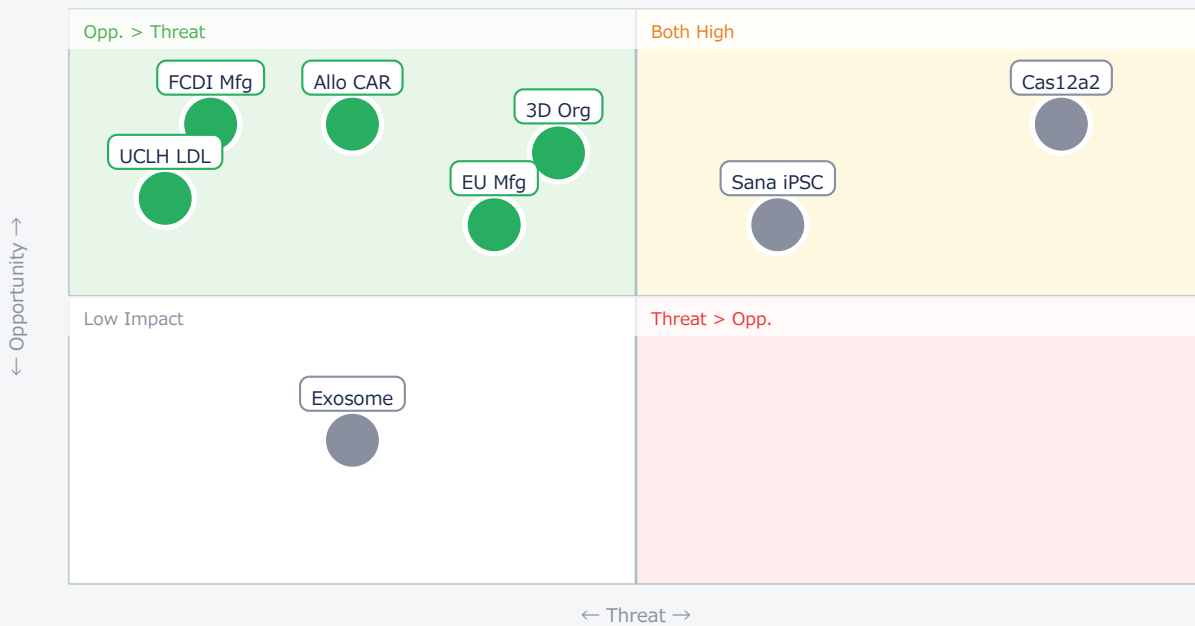 Opp. > Threat
Both High
FCDI Mfg
Allo CAR
Cas12a2
3D Org
UCLH LDL
EU Mfg
Sana iPSC
← Opportunity →
Low Impact
Threat > Opp.
Exosome
← Threat →